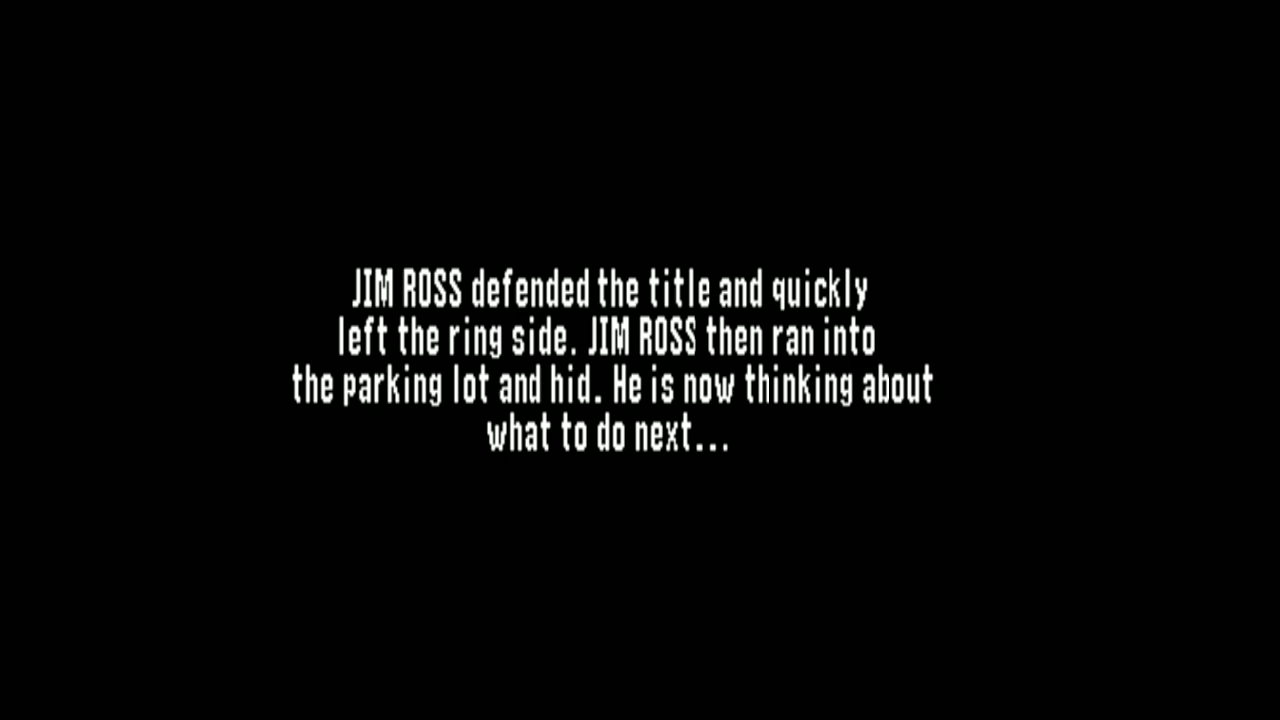 JIM ROSS defended the title and quickly
left the ring side. JIM ROSS then ran into
the parking lot and hid. He is now thinking about
what to do next...